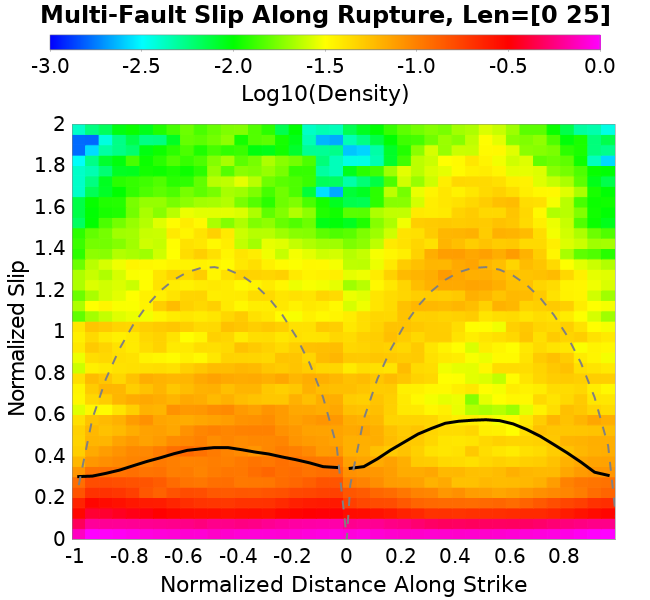 Multi-Fault Slip Along Rupture, Len=[0 25]
-3.0 -2.5 -2.0 -1.5 -1.0 -0.5 0.0
Log10(Density)
Normalized Slip
2
1.8
1.6
1.4
1.2
1
0.8
0.6
0.4
0.2
0
-1 -0.8 -0.6 -0.4 -0.2 0 0.2 0.4 0.6 0.8
Normalized Distance Along Strike